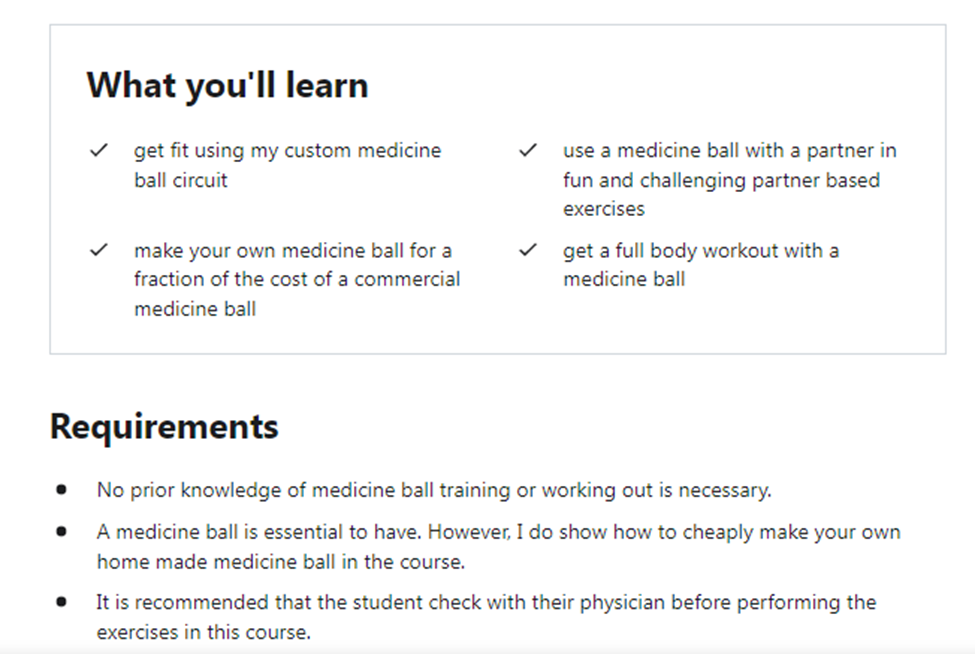 What you'll learn
get fit using my custom medicine
ball circuit
use a medicine ball with a partner in
fun and challenging partner based
exercises
make your own medicine ball for a
fraction of the cost of a commercial
medicine ball
get a full body workout with a
medicine ball
Requirements
No prior knowledge of medicine ball training or working out is necessary.
A medicine ball is essential to have. However, I do show how to cheaply make your own
home made medicine ball in the course.
It is recommended that the student check with their physician before performing the
exercises in this course.